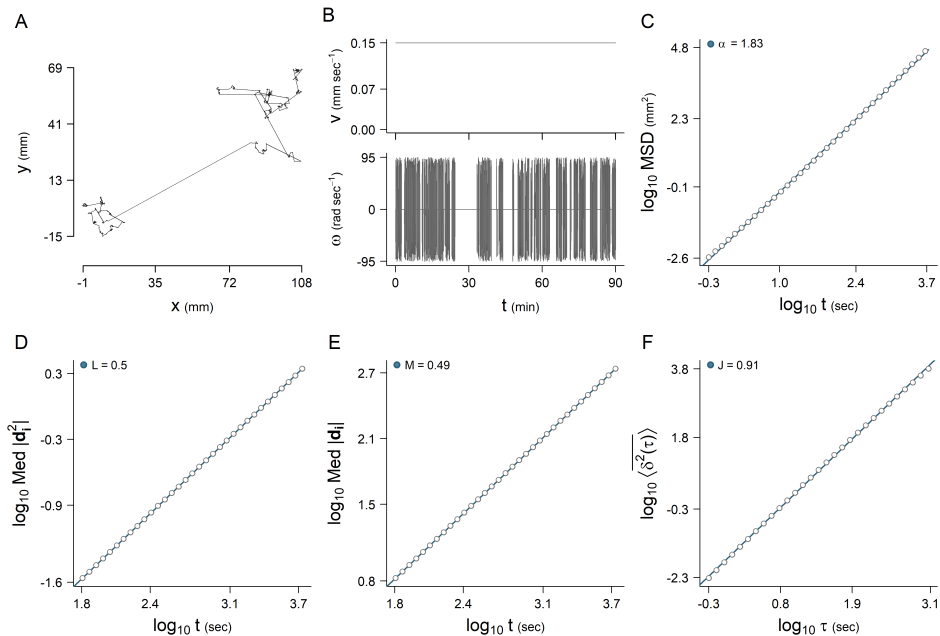 A
y (mm)
69
41
13
-15
-1 35 72 108
x (mm)
B
v (mm sec⁻¹)
0.15
0.07
0.00
ω (rad sec⁻¹)
95
0
-95
0 30 60 90
t (min)
C
α = 1.83
log₁₀ MSD (mm²)
4.8
2.3
-0.1
-2.6
-0.3 1.0 2.4 3.7
log₁₀ t (sec)
D
L = 0.5
log₁₀ Med |dᵢ²|
0.3
-0.3
-0.9
-1.6
1.8 2.4 3.1 3.7
log₁₀ t (sec)
E
M = 0.49
log₁₀ Med |dᵢ|
2.7
2.1
1.5
0.8
1.8 2.4 3.1 3.7
log₁₀ t (sec)
F
J = 0.91
log₁₀ ⟨δ²(τ)⟩
3.8
1.8
-0.3
-2.3
-0.3 0.8 1.9 3.1
log₁₀ τ (sec)